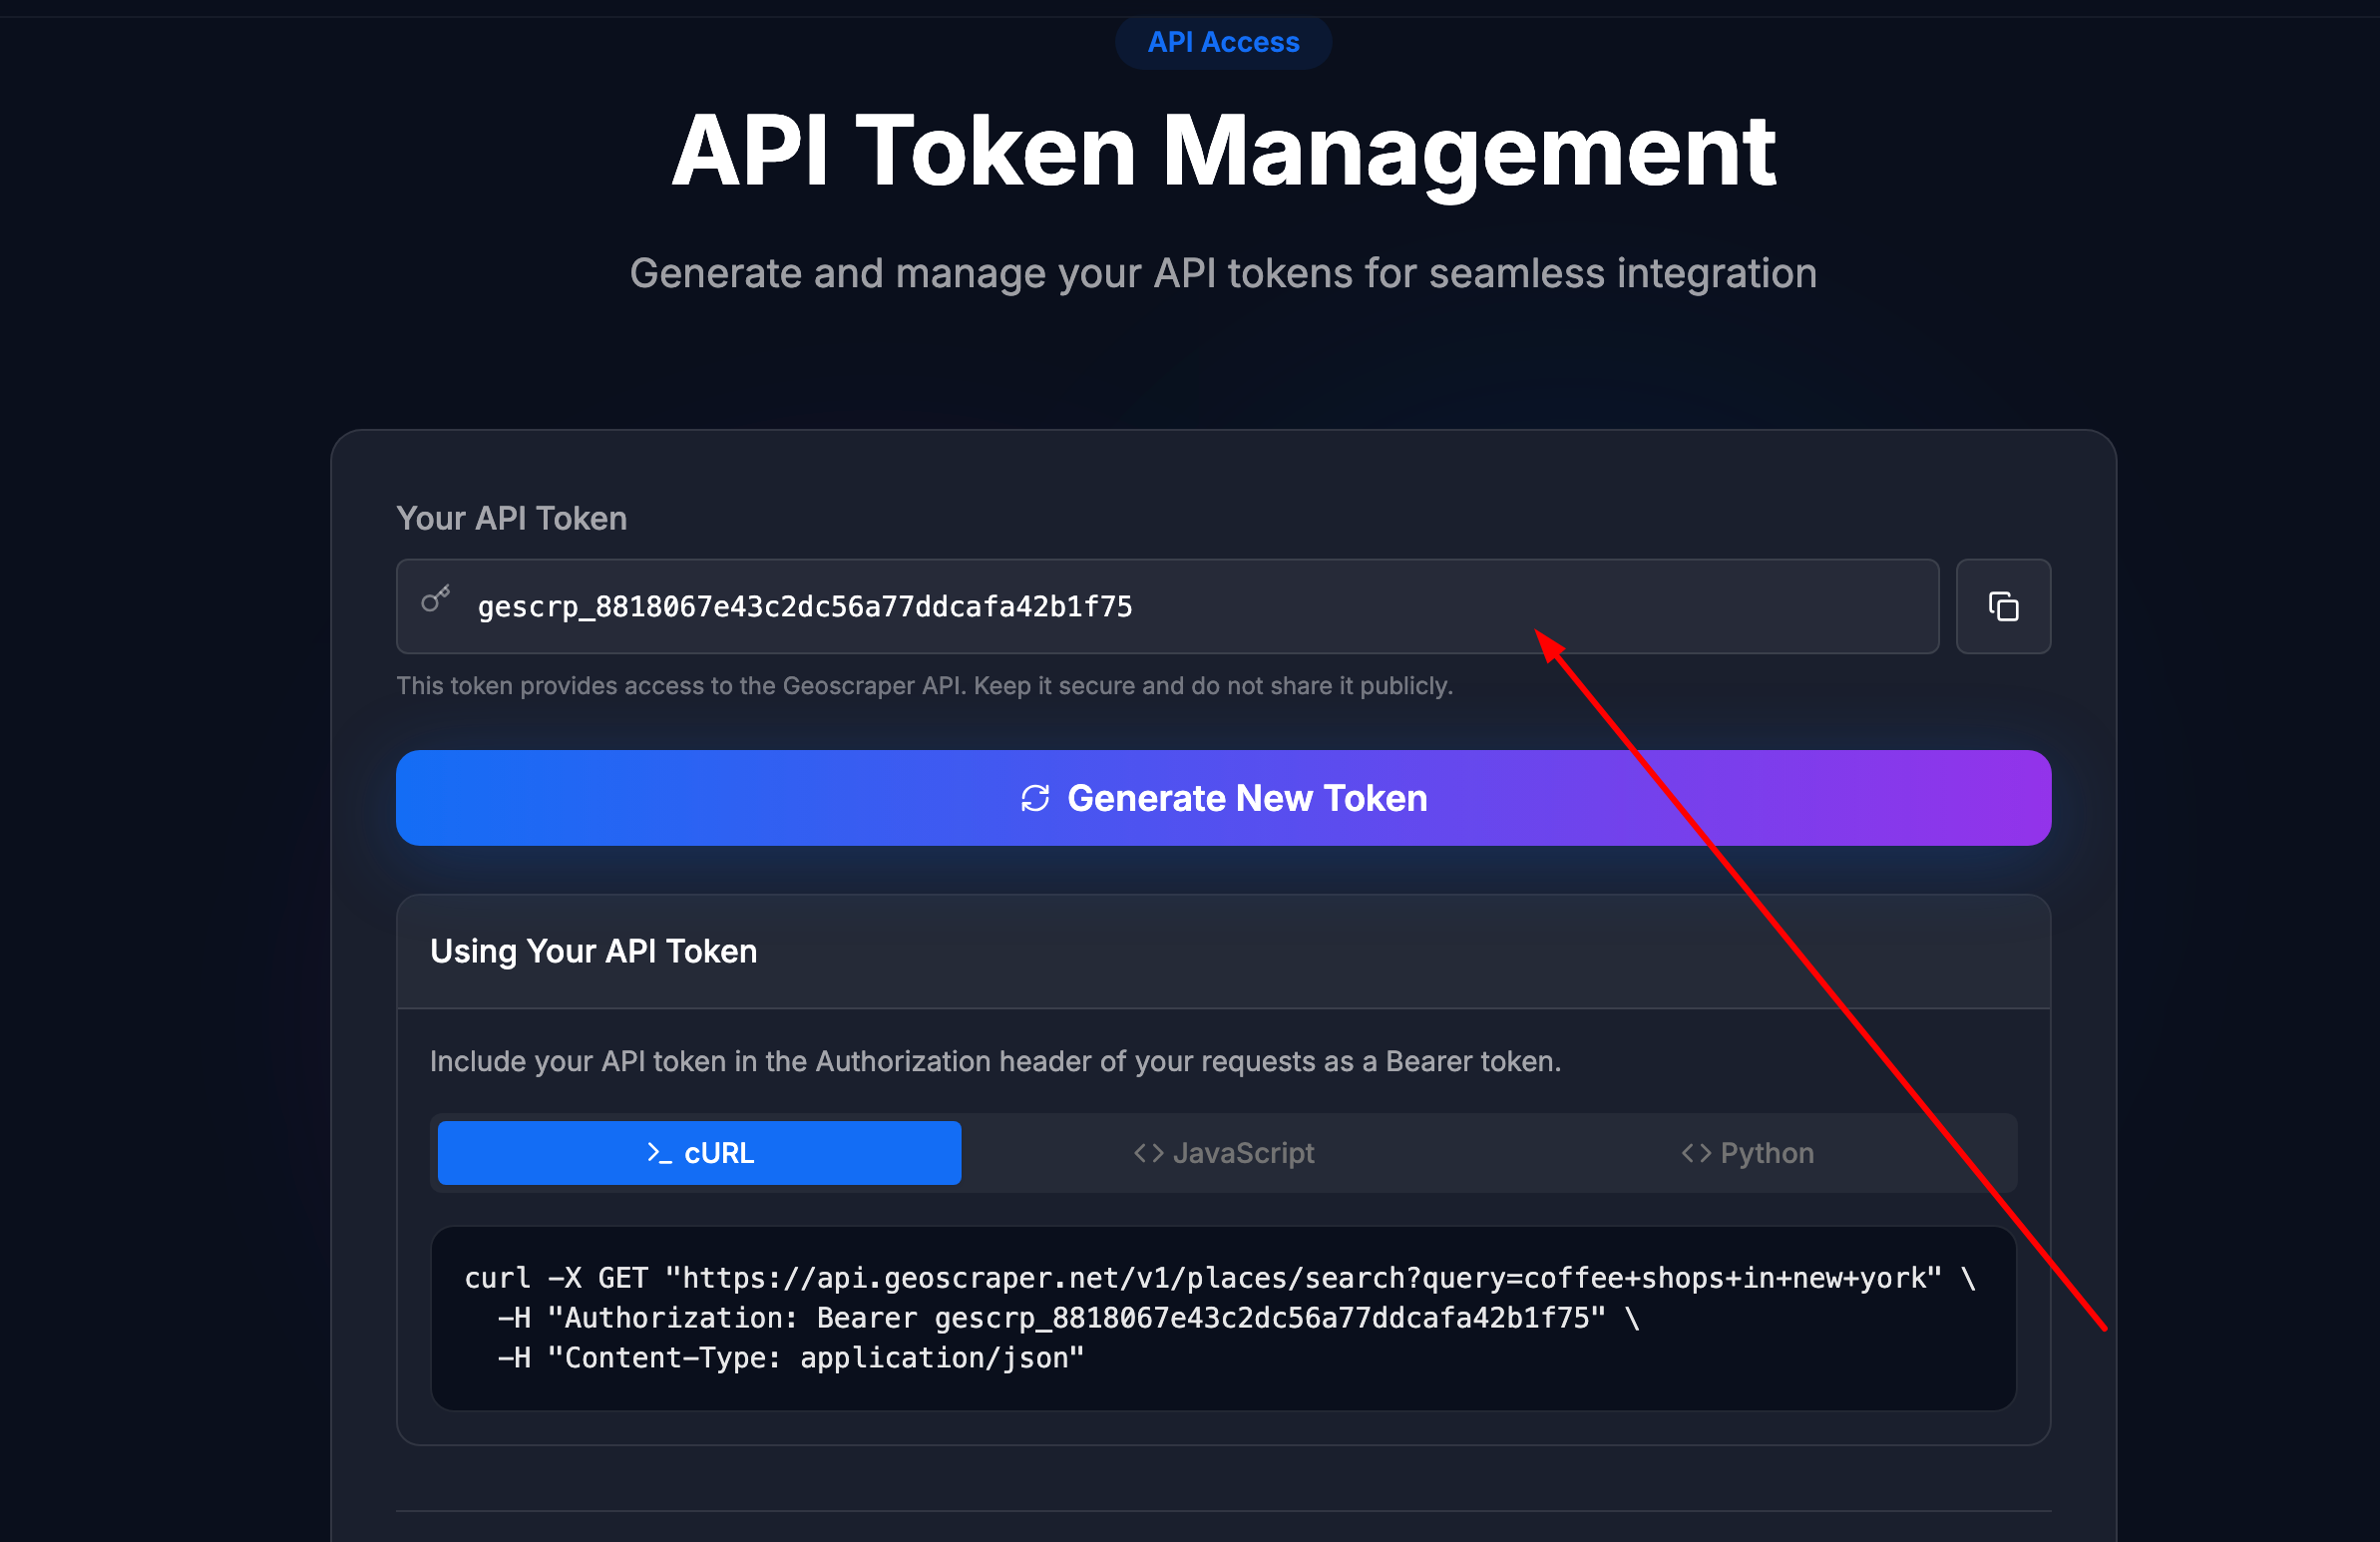 API Access
API Token Management
Generate and manage your API tokens for seamless integration
Your API Token
gescrp_8818067e43c2dc56a77ddcafa42b1f75
This token provides access to the Geoscraper API. Keep it secure and do not share it publicly.
Generate New Token
Using Your API Token
Include your API token in the Authorization header of your requests as a Bearer token.
cURL
JavaScript
Python
curl -X GET "https://api.geoscraper.net/v1/places/search?query=coffee+shops+in+new+york" \
-H "Authorization: Bearer gescrp_8818067e43c2dc56a77ddcafa42b1f75" \
-H "Content-Type: application/json"